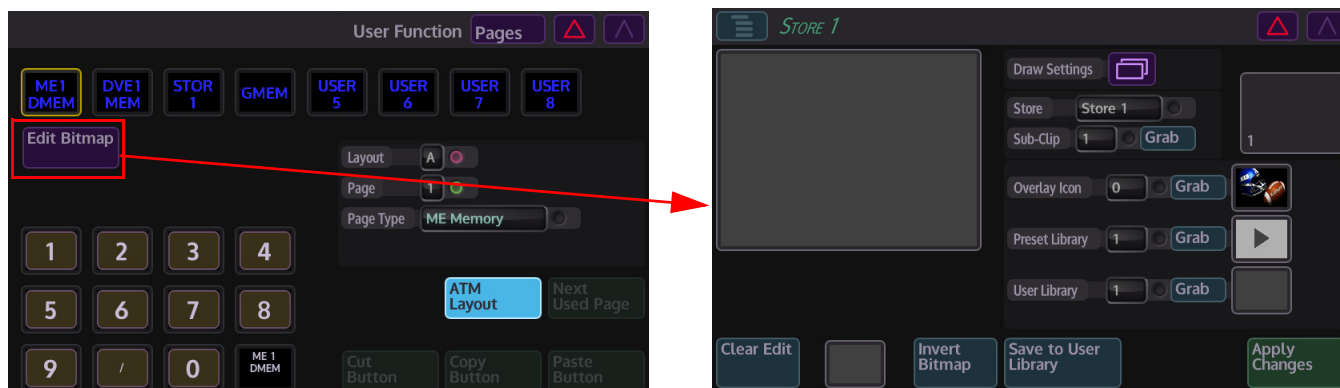 User Function Pages
ME1 DMEM
DVE1 MEM
STOR 1
GMEM
USER 5
USER 6
USER 7
USER 8
Edit Bitmap
Layout A
Page 1
Page Type ME Memory
1 2 3 4
5 6 7 8
9 / 0 ME 1 DMEM
ATM Layout
Next Used Page
Cut Button
Copy Button
Paste Button
STORE 1
Draw Settings
Store Store 1
Sub-Clip 1 Grab
1
Overlay Icon 0 Grab
Preset Library 1 Grab
User Library 1 Grab
Clear Edit
Invert Bitmap
Save to User Library
Apply Changes